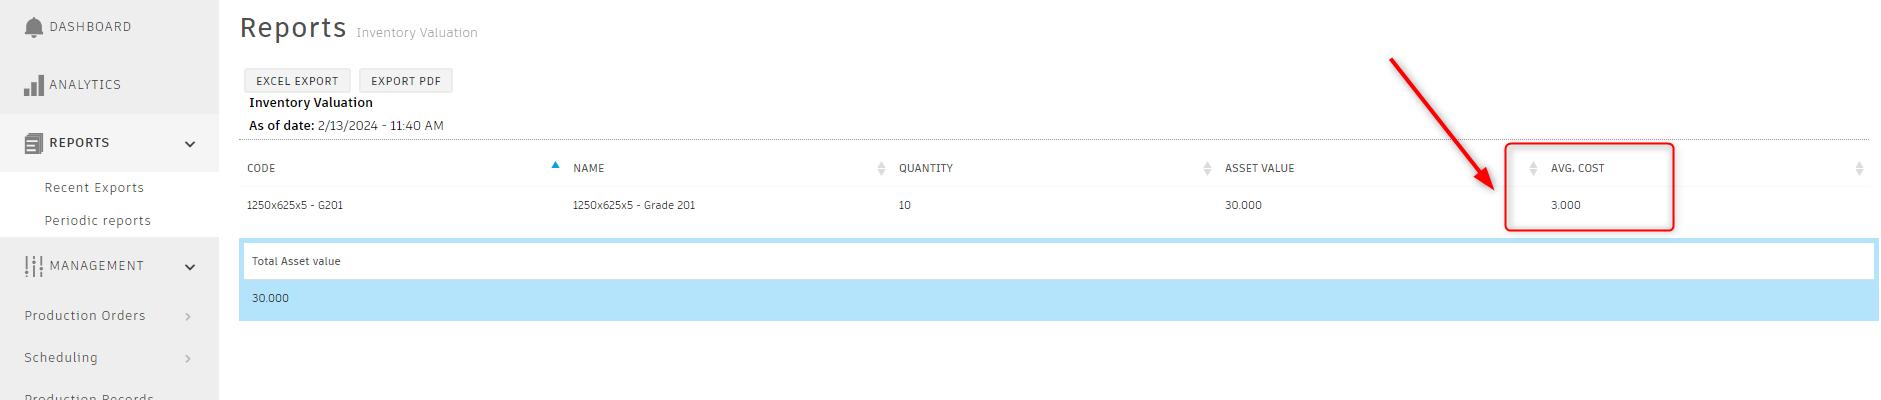 DASHBOARD
ANALYTICS
REPORTS
Recent Exports
Periodic reports
MANAGEMENT
Production Orders
Scheduling
Production Records
Reports Inventory Valuation
EXCEL EXPORT EXPORT PDF
Inventory Valuation
As of date: 2/13/2024 - 11:40 AM
CODE NAME QUANTITY ASSET VALUE AVG. COST
1250x625x5 - G201 1250x625x5 - Grade 201 10 30.000 3.000
Total Asset value
30.000